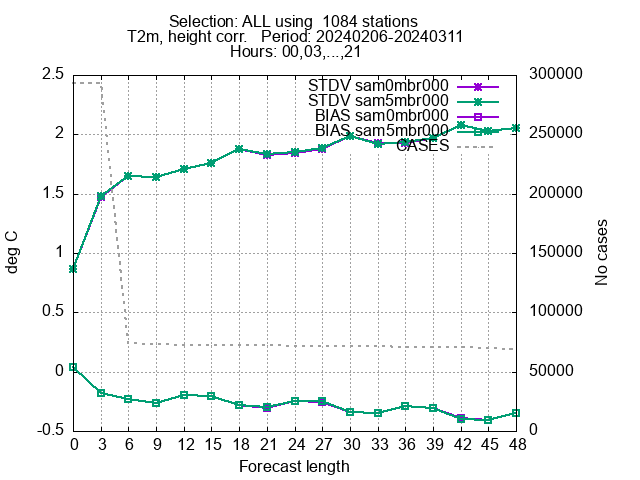 Selection: ALL using  1084 stations
T2m, height corr.   Period: 20240206-20240311
Hours: 00,03,...,21
STDV sam0mbr000
STDV sam5mbr000
BIAS sam0mbr000
BIAS sam5mbr000
CASES
2.5
2
1.5
1
0.5
0
-0.5
deg C
300000
250000
200000
150000
100000
50000
0
No cases
0 3 6 9 12 15 18 21 24 27 30 33 36 39 42 45 48
Forecast length